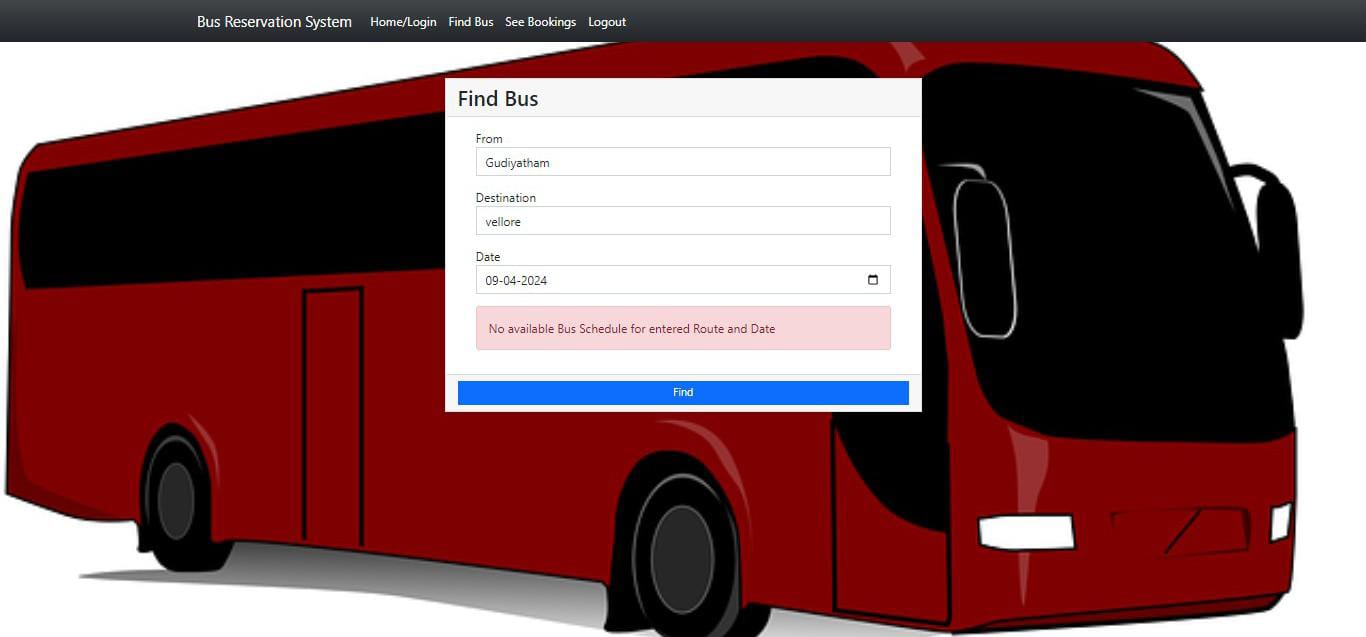 Bus Reservation System Home/Login Find Bus See Bookings Logout
Find Bus
From
Gudiyatham
Destination
vellore
Date
09-04-2024
No available Bus Schedule for entered Route and Date
Find